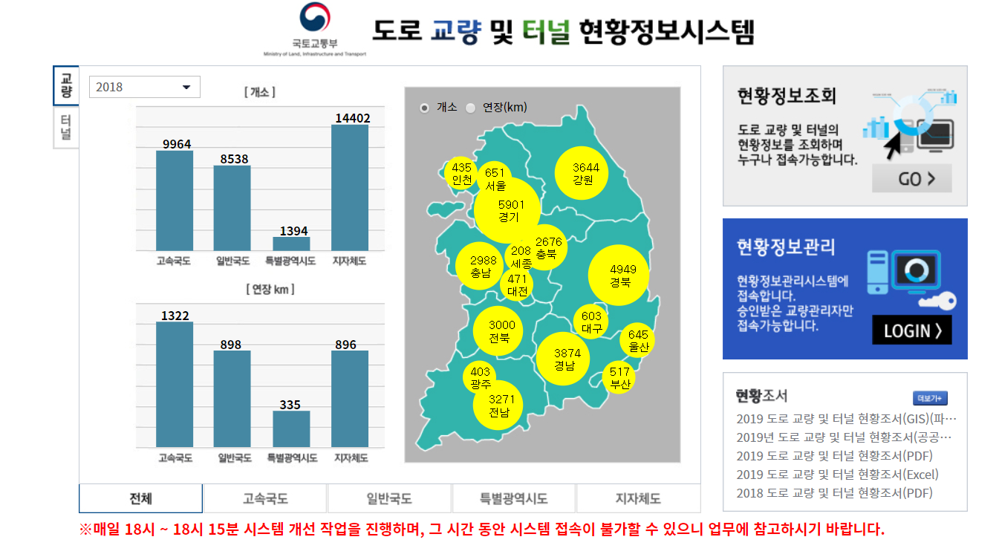 국토교통부
Ministry of Land, Infrastructure and Transport
도로 교량 및 터널 현황정보시스템
교량
터널
2018
[ 개소 ]
9964
8538
1394
14402
고속국도
일반국도
특별광역시도
지자체도
[ 연장 km ]
1322
898
335
896
고속국도
일반국도
특별광역시도
지자체도
개소
연장(km)
435
인천
651
서울
3644
강원
5901
경기
2676
충북
208
세종
2988
충남
471
대전
4949
경북
603
대구
3000
전북
645
울산
3874
경남
517
부산
403
광주
3271
전남
전체
고속국도
일반국도
특별광역시도
지자체도
※매일 18시 ~ 18시 15분 시스템 개선 작업을 진행하며, 그 시간 동안 시스템 접속이 불가할 수 있으니 업무에 참고하시기 바랍니다.
현황정보조회
도로 교량 및 터널의
현황정보를 조회하며
누구나 접속가능합니다.
GO >
현황정보관리
현황정보관리시스템에
접속합니다.
승인받은 교량관리자만
접속가능합니다.
LOGIN >
현황조서
더보기+
2019 도로 교량 및 터널 현황조서(GIS)(파…
2019년 도로 교량 및 터널 현황조서(공공…
2019 도로 교량 및 터널 현황조서(PDF)
2019 도로 교량 및 터널 현황조서(Excel)
2018 도로 교량 및 터널 현황조서(PDF)